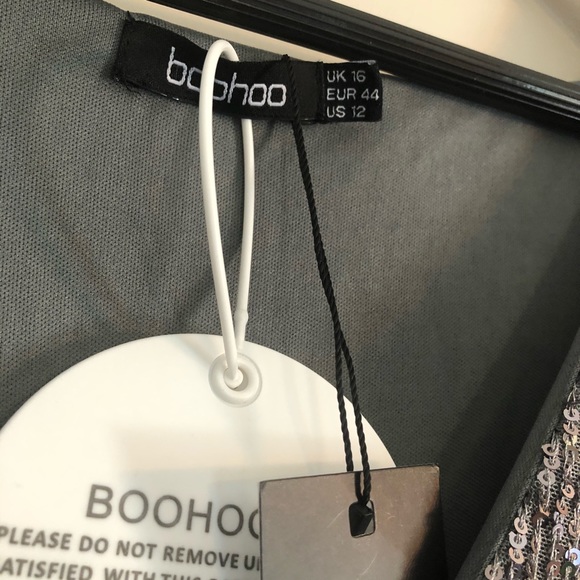 boohoo
UK 16
EUR 44
US 12
BOOHOO
PLEASE DO NOT REMOVE
SATISFIED WITH THIS